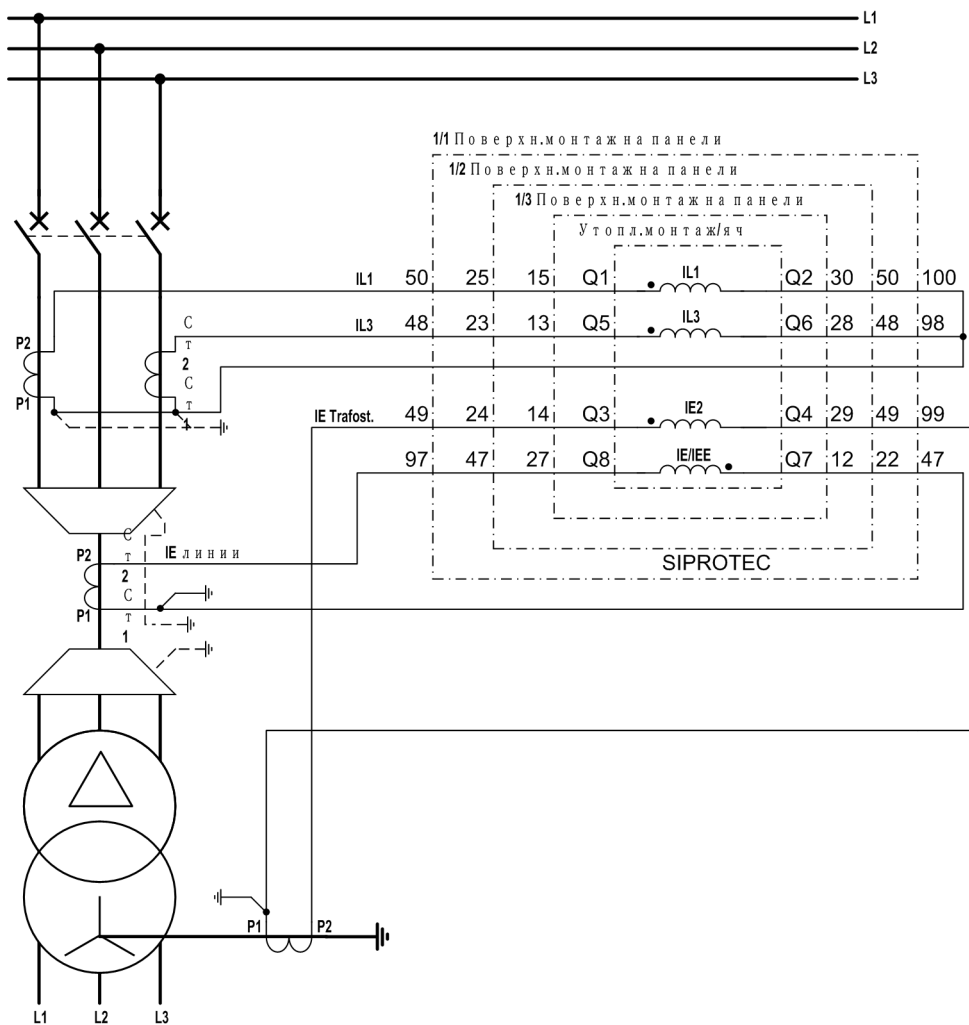 L1
L2
L3
1/1 Поверхн.монтаж на панели
1/2 Поверхн.монтаж на панели
1/3 Поверхн.монтаж на панели
Утопл.монтаж/яч
IL1 50 25 15 Q1 IL1 Q2 30 50 100
IL3 48 23 13 Q5 IL3 Q6 28 48 98
P2
P1
Ст2
Ст1
IE Trafost. 49 24 14 Q3 IE2 Q4 29 49 99
97 47 27 Q8 IE/IEE Q7 12 22 47
SIPROTEC
P2
P1
Ст2
Ст1
IE линии
P1 P2
L1 L2 L3